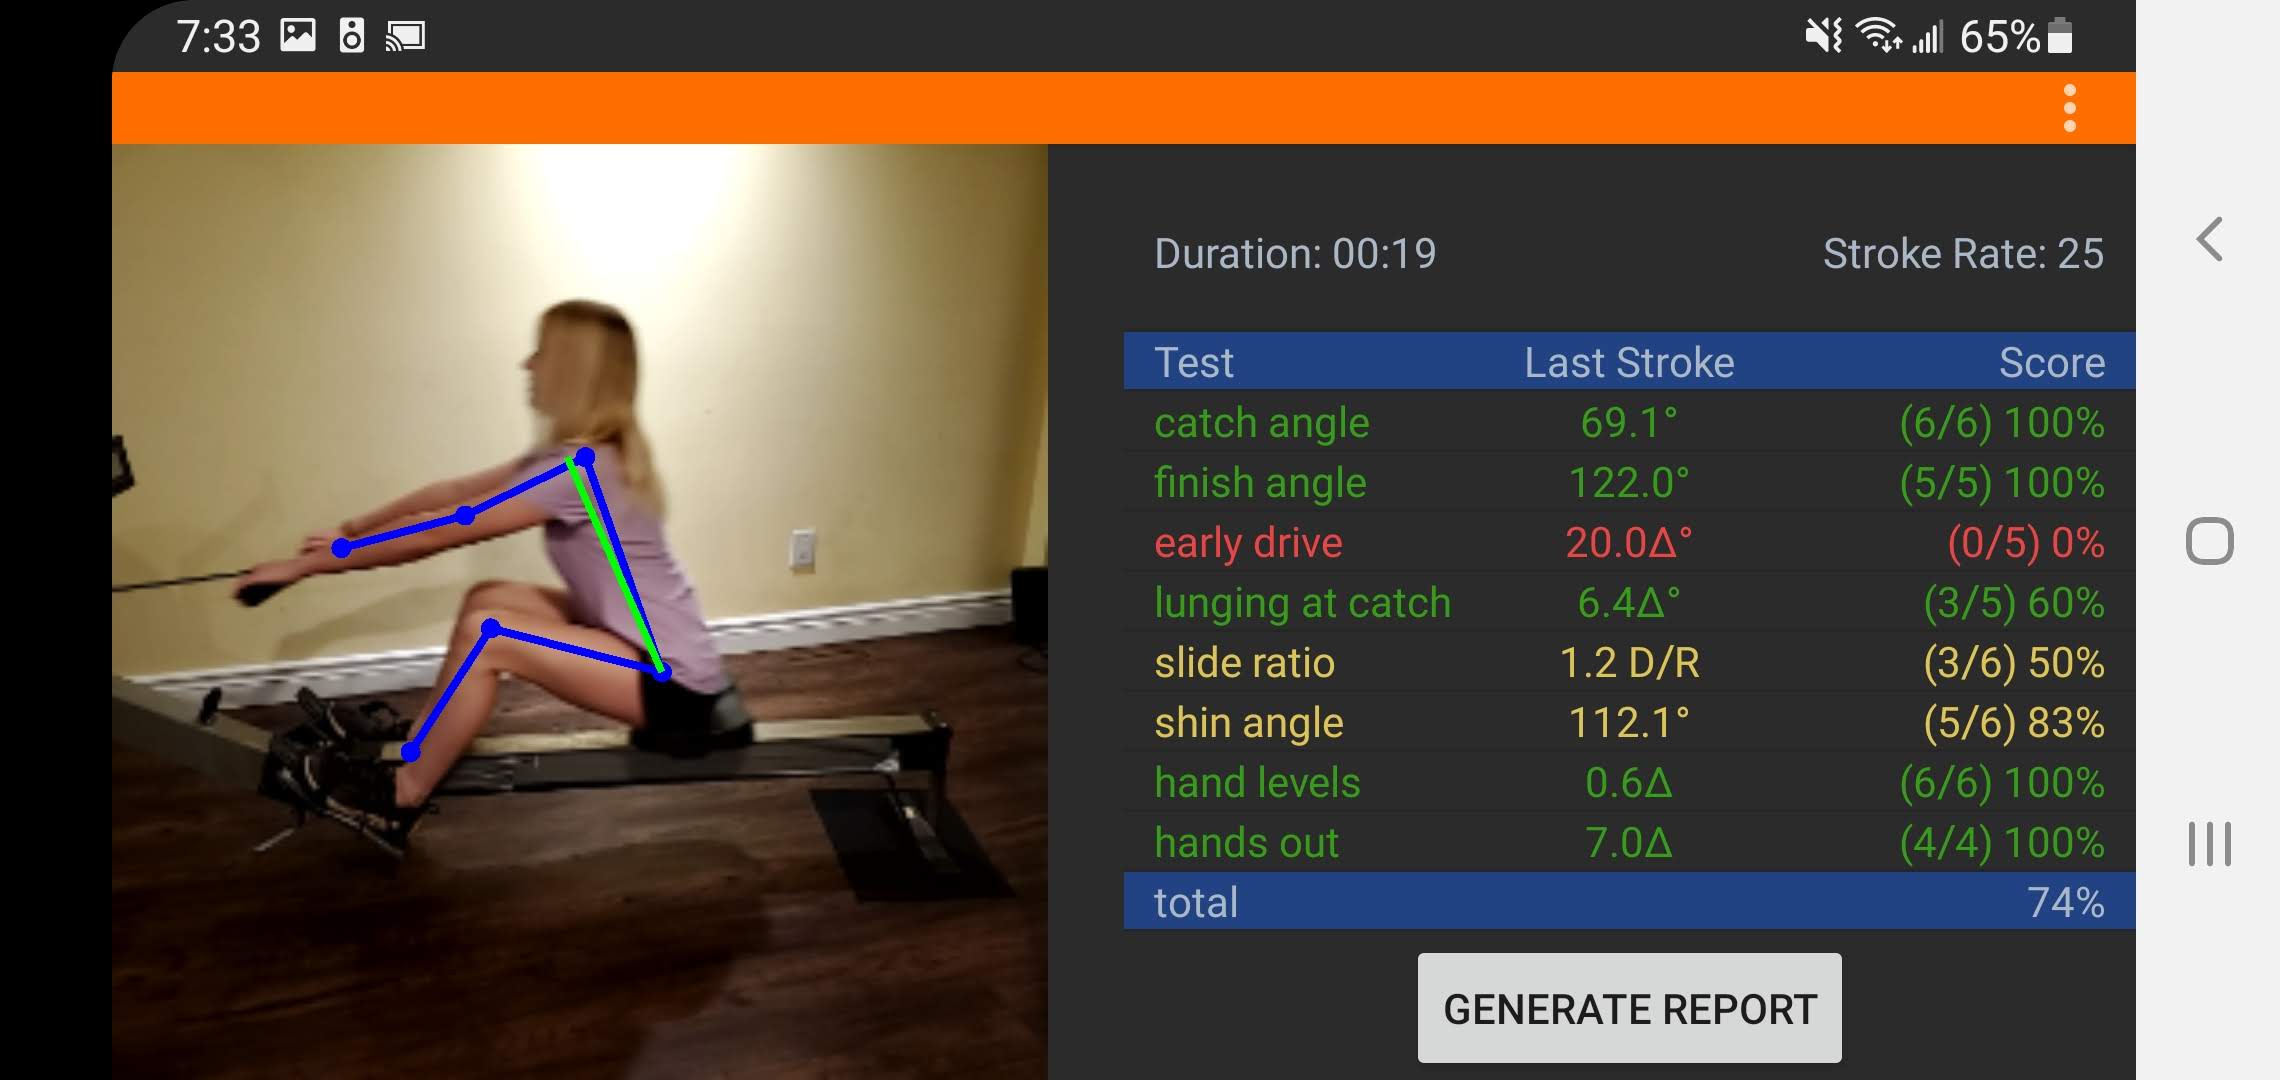 7:33 65%
Duration: 00:19 Stroke Rate: 25
Test Last Stroke Score
catch angle 69.1° (6/6) 100%
finish angle 122.0° (5/5) 100%
early drive 20.0Δ° (0/5) 0%
lunging at catch 6.4Δ° (3/5) 60%
slide ratio 1.2 D/R (3/6) 50%
shin angle 112.1° (5/6) 83%
hand levels 0.6Δ (6/6) 100%
hands out 7.0Δ (4/4) 100%
total 74%
GENERATE REPORT